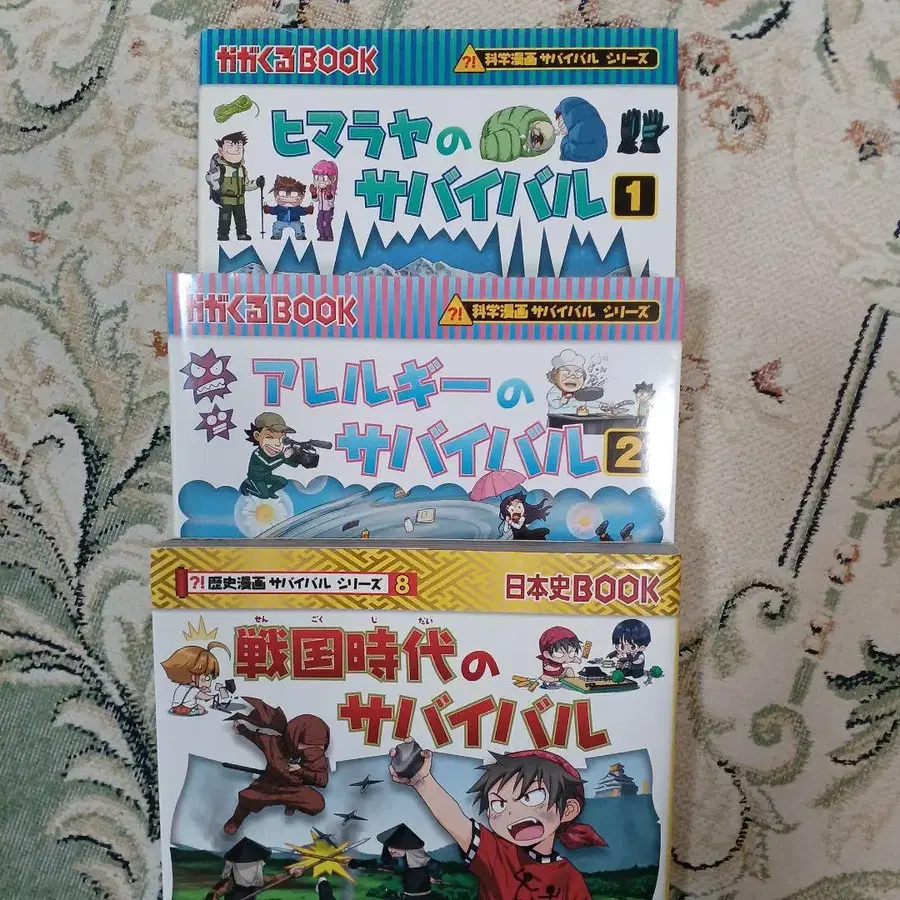 かがくるBOOK
?! 科学漫画 サバイバル シリーズ
ヒマラヤの
サバイバル 1
かがくるBOOK
?! 科学漫画 サバイバル シリーズ
アレルギーの
サバイバル 2
?! 歴史漫画 サバイバル シリーズ 8
日本史BOOK
せんごくじだい
戦国時代の
サバイバル